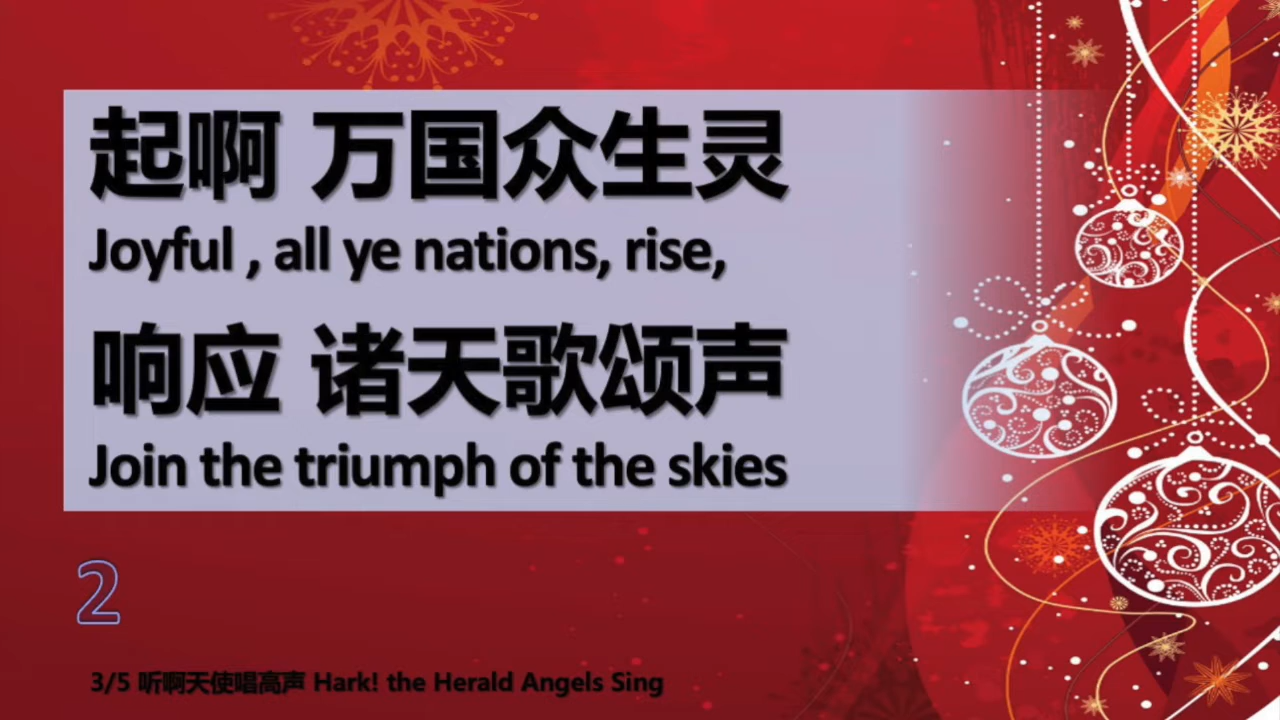 起啊 万国众生灵
Joyful , all ye nations, rise,
响应 诸天歌颂声
Join the triumph of the skies
2
3/5 听啊天使唱高声 Hark! the Herald Angels Sing